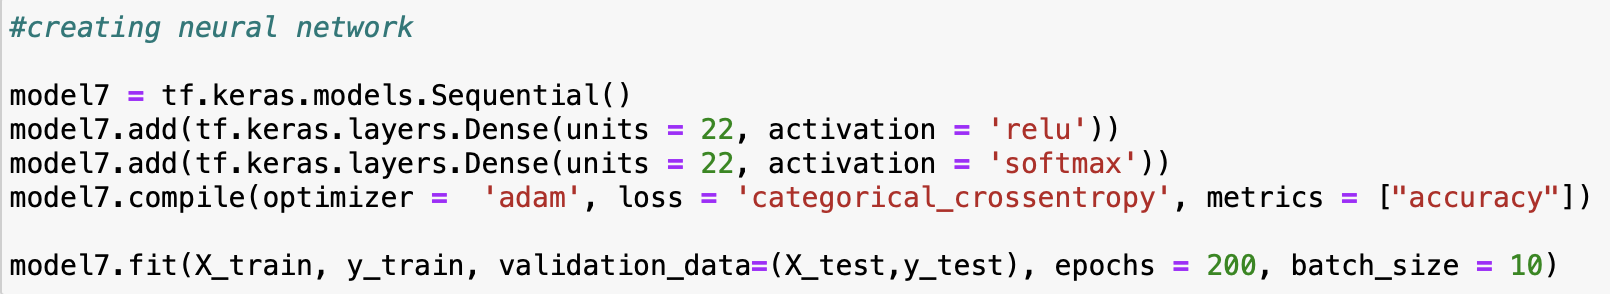 #creating neural network
model7 = tf.keras.models.Sequential()
model7.add(tf.keras.layers.Dense(units = 22, activation = 'relu'))
model7.add(tf.keras.layers.Dense(units = 22, activation = 'softmax'))
model7.compile(optimizer =  'adam', loss = 'categorical_crossentropy', metrics = ["accuracy"])
model7.fit(X_train, y_train, validation_data=(X_test,y_test), epochs = 200, batch_size = 10)